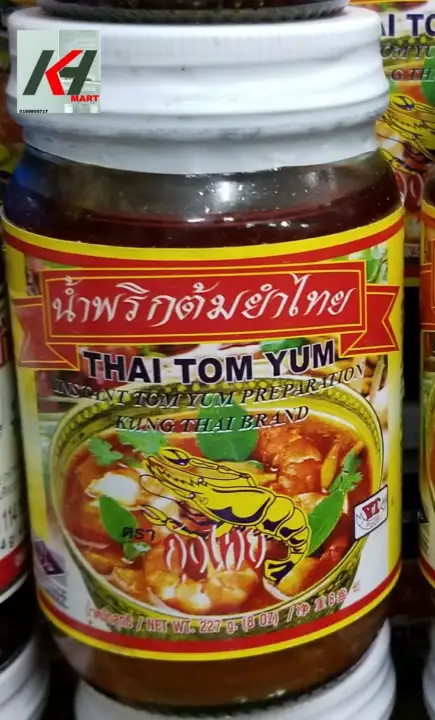 KH
MART
น้ำพริกต้มยำไทย
THAI TOM YUM
INSTANT TOM YUM PREPARATION
KUNG THAI BRAND
ตรา
กุ้งไทย
NET WT. 227 g. (8 OZ) /